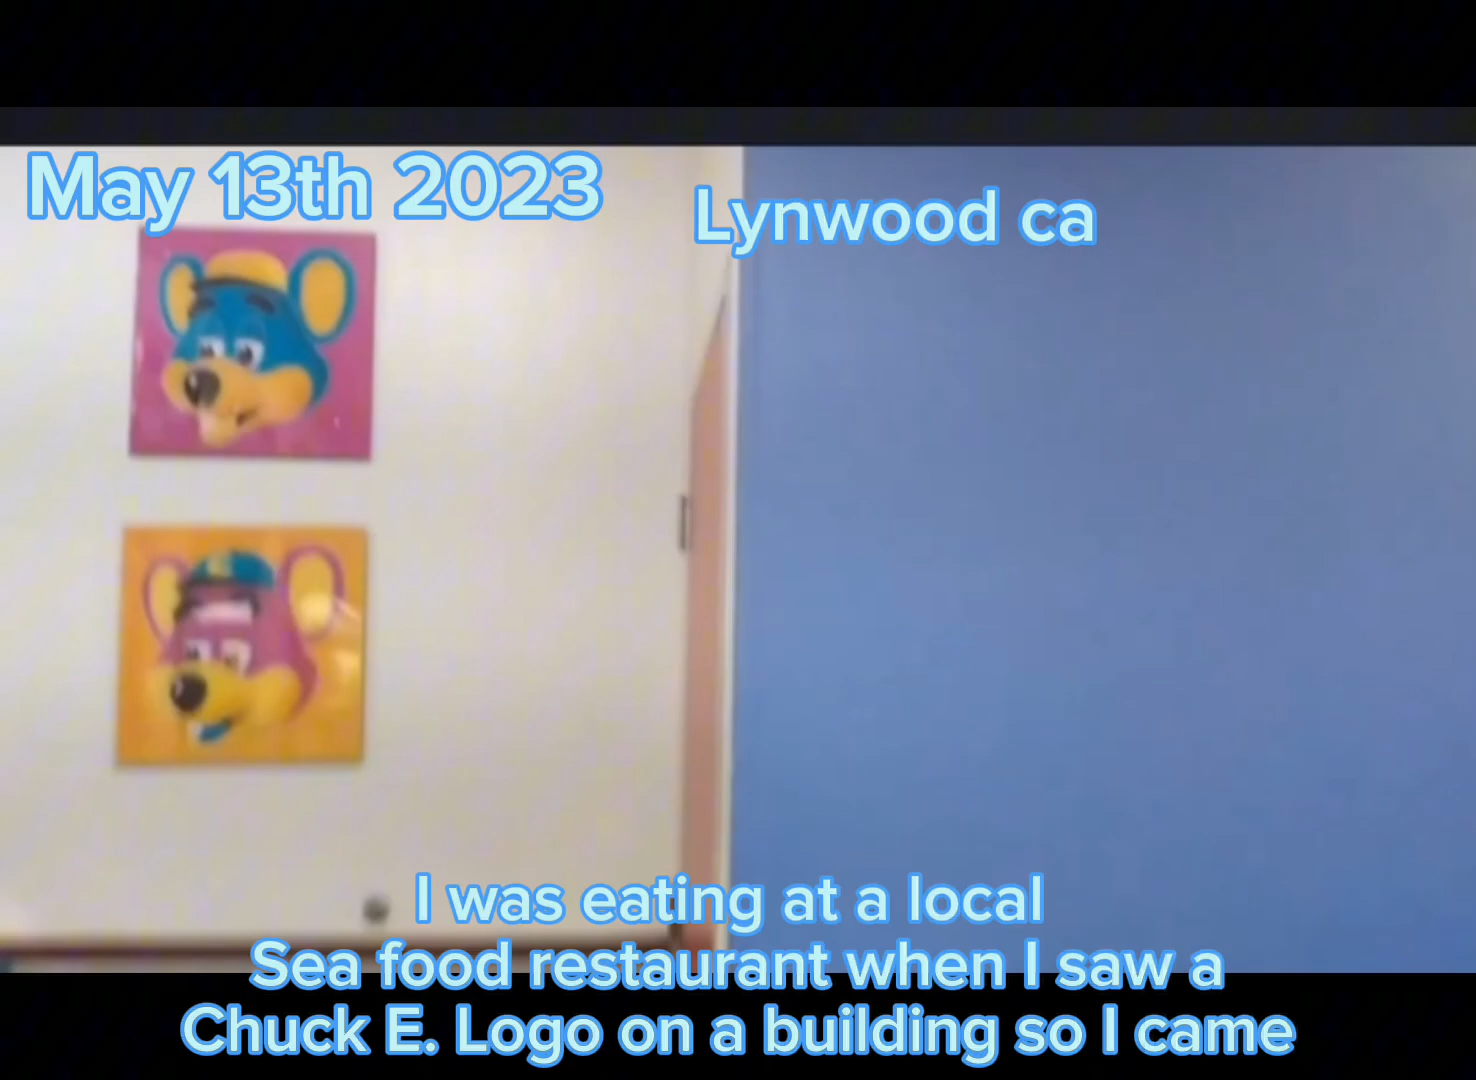 May 13th 2023
Lynwood ca
I was eating at a local
Sea food restaurant when I saw a
Chuck E. Logo on a building so I came